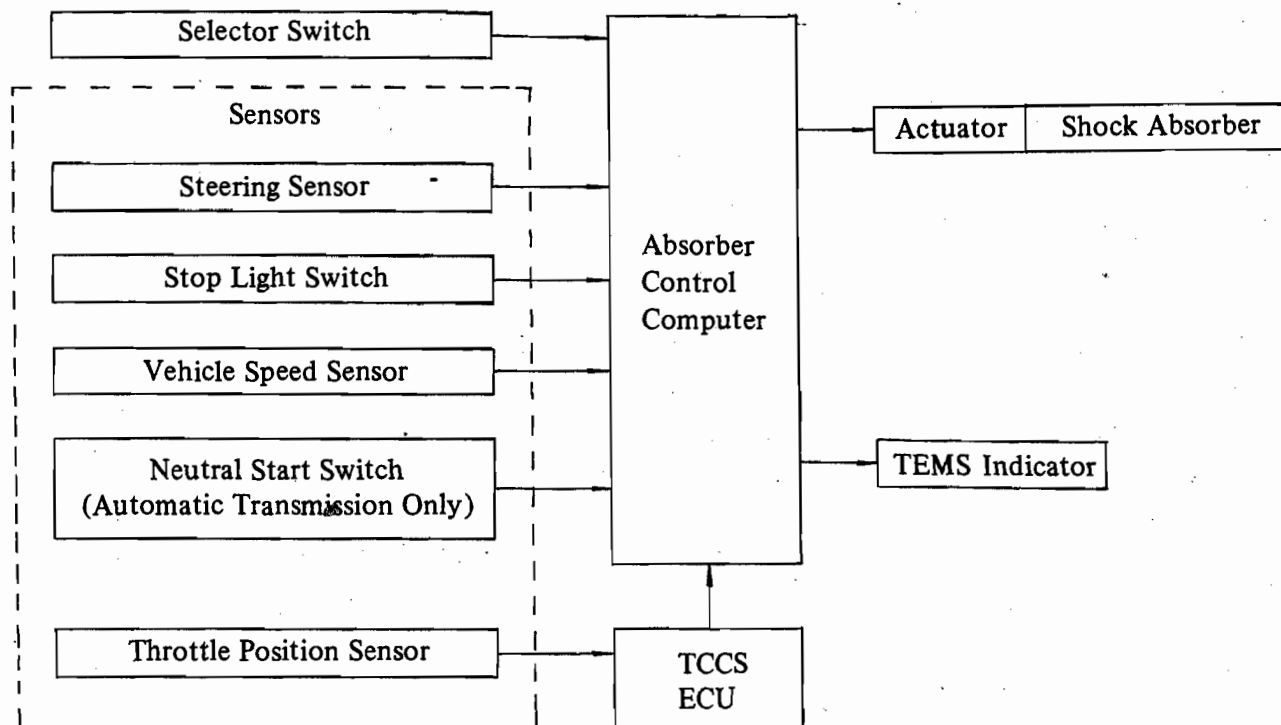 Selector Switch
Sensors
Steering Sensor
Stop Light Switch
Vehicle Speed Sensor
Neutral Start Switch
(Automatic Transmission Only)
Throttle Position Sensor
Absorber
Control
Computer
TCCS
ECU
Actuator
Shock Absorber
TEMS Indicator